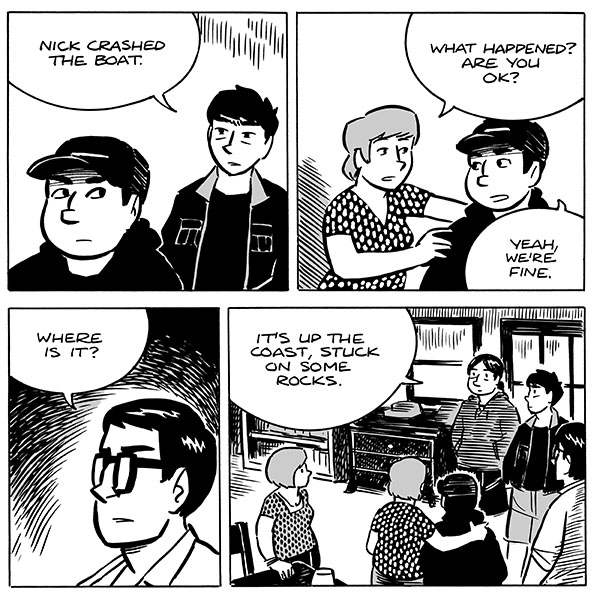 NICK CRASHED
THE BOAT.
WHAT HAPPENED?
ARE YOU
OK?
YEAH,
WE'RE
FINE.
WHERE
IS IT?
IT'S UP THE
COAST, STUCK
ON SOME
ROCKS.